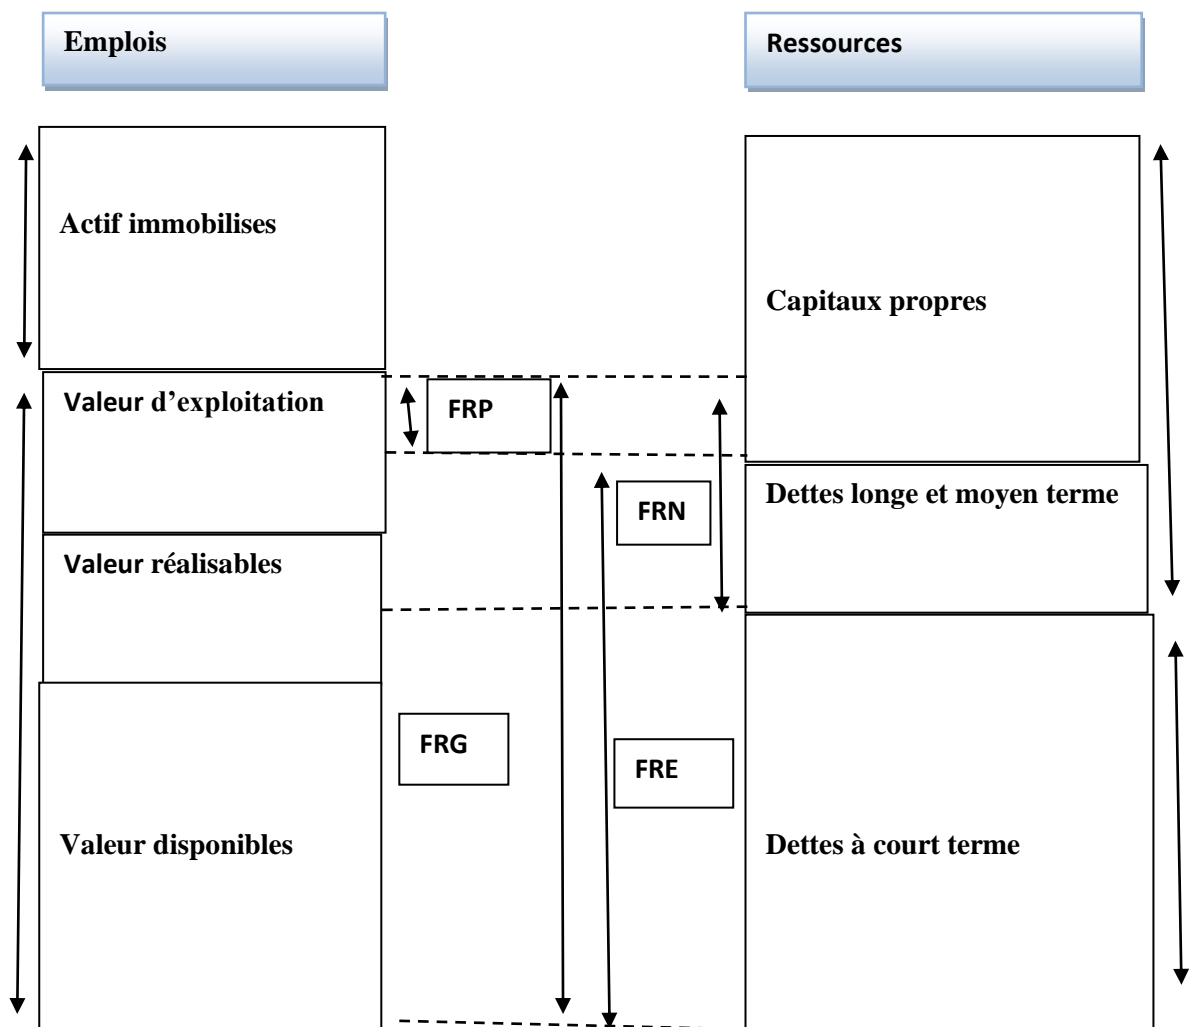 Emplois
Ressources
Actif immobilises
Capitaux propres
Valeur d’exploitation
FRP
Dettes longe et moyen terme
FRN
Valeur réalisables
FRG
FRE
Valeur disponibles
Dettes à court terme